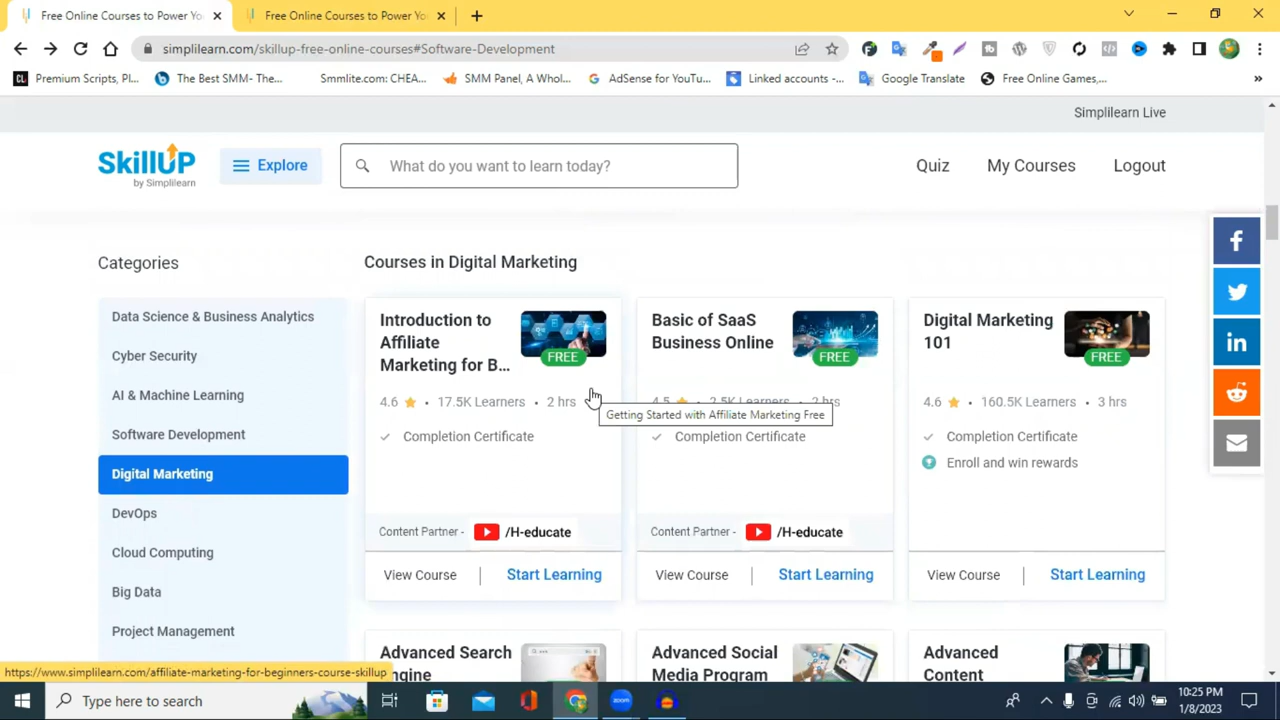 Free Online Courses to Power Yo
Free Online Courses to Power Yo
simplilearn.com/skillup-free-online-courses#Software-Development
Premium Scripts, Pl...
The Best SMM- The...
Smmlite.com: CHEA...
SMM Panel, A Whol...
AdSense for YouTu...
Linked accounts -...
Google Translate
Free Online Games,...
Simplilearn Live
SkillUP
by Simplilearn
Explore
What do you want to learn today?
Quiz
My Courses
Logout
Categories
Data Science & Business Analytics
Cyber Security
AI & Machine Learning
Software Development
Digital Marketing
DevOps
Cloud Computing
Big Data
Project Management
Courses in Digital Marketing
Introduction to
Affiliate
Marketing for B...
FREE
4.6 • 17.5K Learners • 2 hrs
Getting Started with Affiliate Marketing Free
Completion Certificate
Content Partner - /H-educate
View Course
Start Learning
Basic of SaaS
Business Online
FREE
4.5 • 2.5K Learners • 2 hrs
Completion Certificate
Content Partner - /H-educate
View Course
Start Learning
Digital Marketing
101
FREE
4.6 • 160.5K Learners • 3 hrs
Completion Certificate
Enroll and win rewards
View Course
Start Learning
Advanced Search
Engine
Advanced Social
Media Program
Advanced
Content
https://www.simplilearn.com/affiliate-marketing-for-beginners-course-skillup
Type here to search
zoom
10:25 PM
1/8/2023